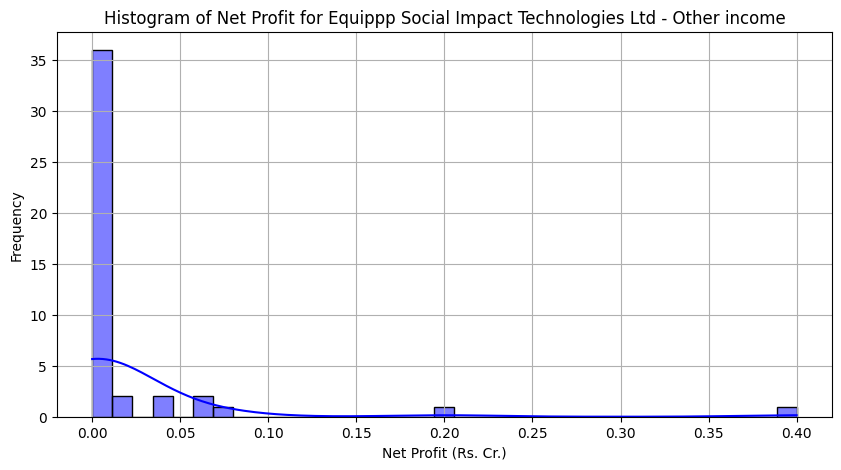 Histogram of Net Profit for Equippp Social Impact Technologies Ltd - Other income
Frequency
35
30
25
20
15
10
5
0
0.00 0.05 0.10 0.15 0.20 0.25 0.30 0.35 0.40
Net Profit (Rs. Cr.)